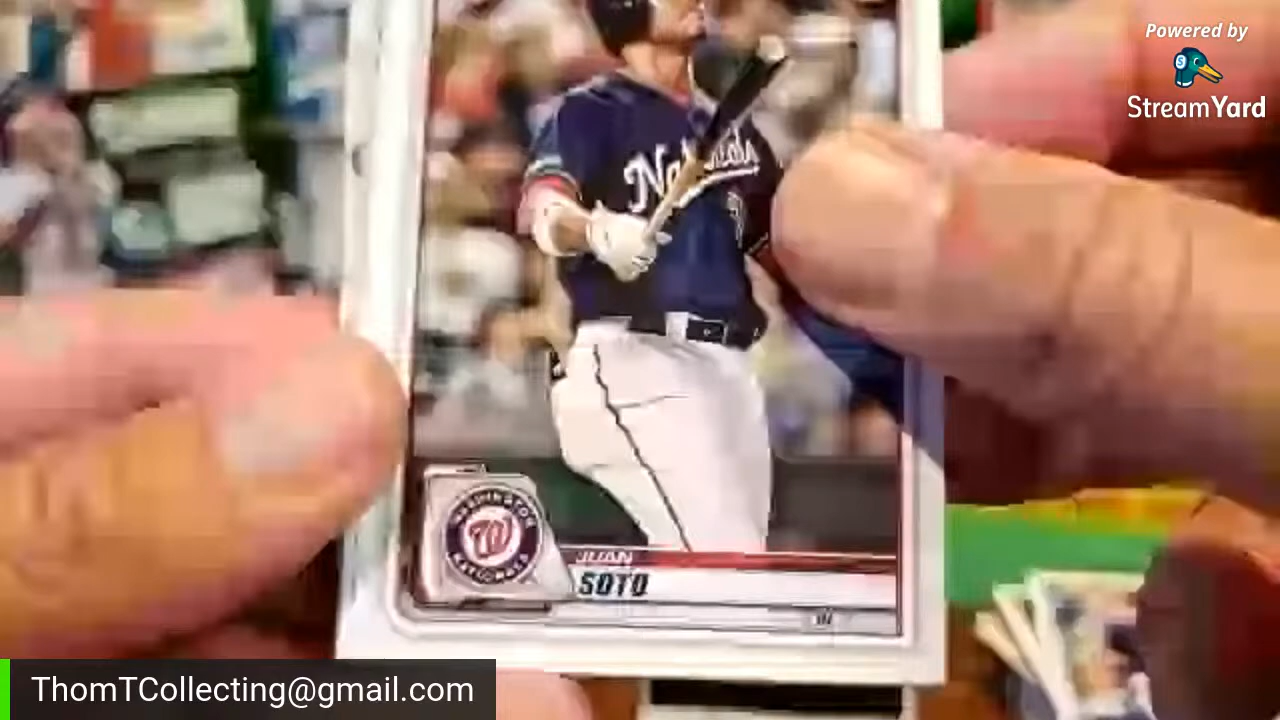 Powered by
StreamYard
Nationals
WASHINGTON
W
NATIONALS
JUAN
SOTO
ThomTCollecting@gmail.com